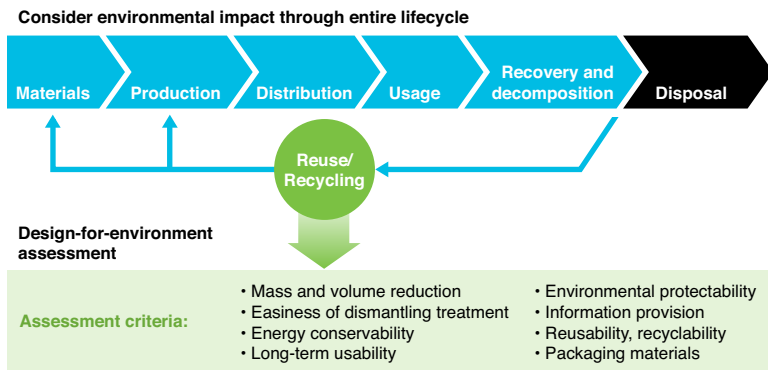 Consider environmental impact through entire lifecycle
Materials
Production
Distribution
Usage
Recovery and
decomposition
Disposal
Reuse/
Recycling
Design-for-environment
assessment
Assessment criteria:
• Mass and volume reduction
• Easiness of dismantling treatment
• Energy conservability
• Long-term usability
• Environmental protectability
• Information provision
• Reusability, recyclability
• Packaging materials